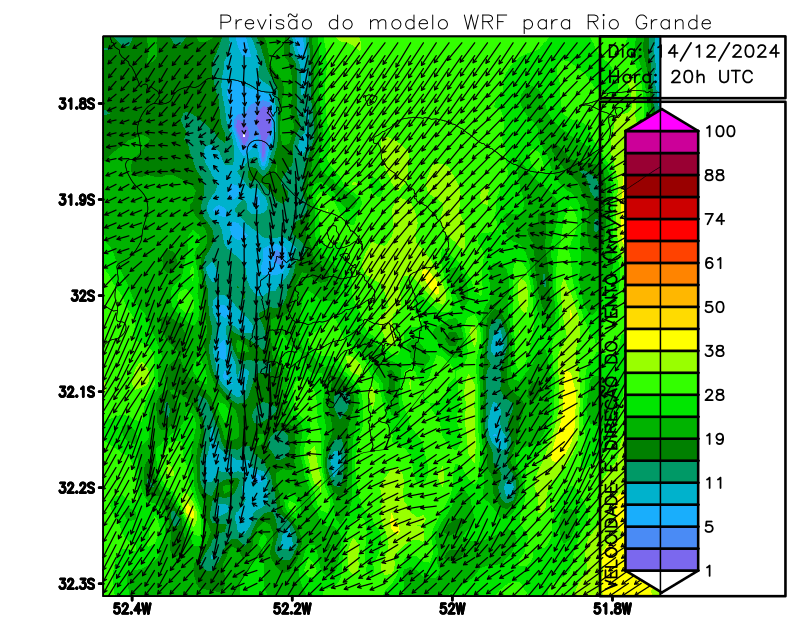 Previsão do modelo WRF para Rio Grande
Dia: 14/12/2024
Hora: 20h UTC
31.8S
31.9S
32S
32.1S
32.2S
32.3S
52.4W
52.2W
52W
51.8W
VELOCIDADE E DIREÇÃO DO VENTO (km/h)
100
88
74
61
50
38
28
19
11
5
1